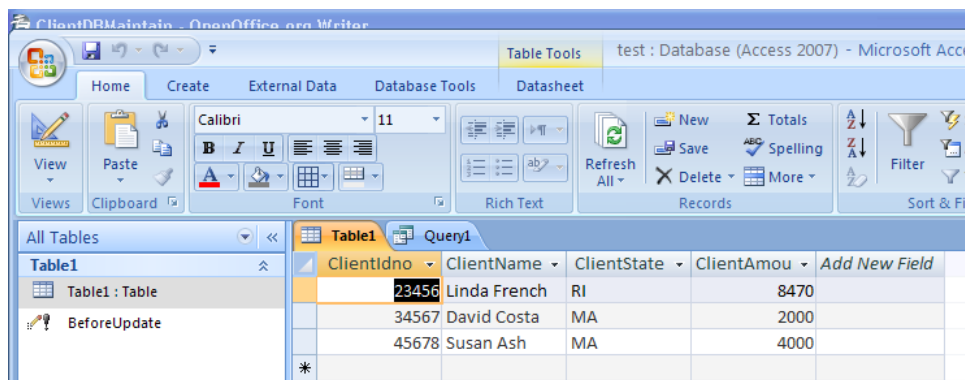 ClientDBMaintain - OpenOffice.org Writer
Table Tools test : Database (Access 2007) - Microsoft Acce
Home Create External Data Database Tools Datasheet
Calibri 11
New Σ Totals
B I U
Save ABC Spelling
View Paste Refresh All Filter
A ab Delete More
Views Clipboard Font Rich Text Records Sort & Fi
All Tables Table1 Query1
Table1 ClientIdno ClientName ClientState ClientAmou Add New Field
Table1 : Table 23456 Linda French RI 8470
34567 David Costa MA 2000
BeforeUpdate
45678 Susan Ash MA 4000